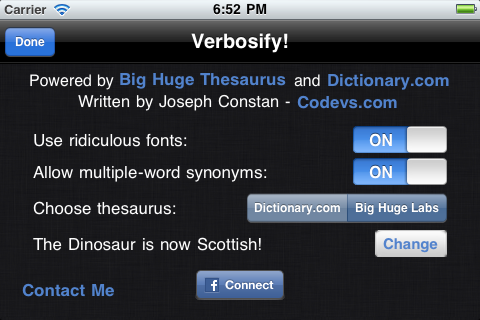 Carrier 6:52 PM
Done Verbosify!
Powered by Big Huge Thesaurus and Dictionary.com
Written by Joseph Constan - Codevs.com
Use ridiculous fonts: ON
Allow multiple-word synonyms: ON
Choose thesaurus: Dictionary.com Big Huge Labs
The Dinosaur is now Scottish! Change
Contact Me f Connect